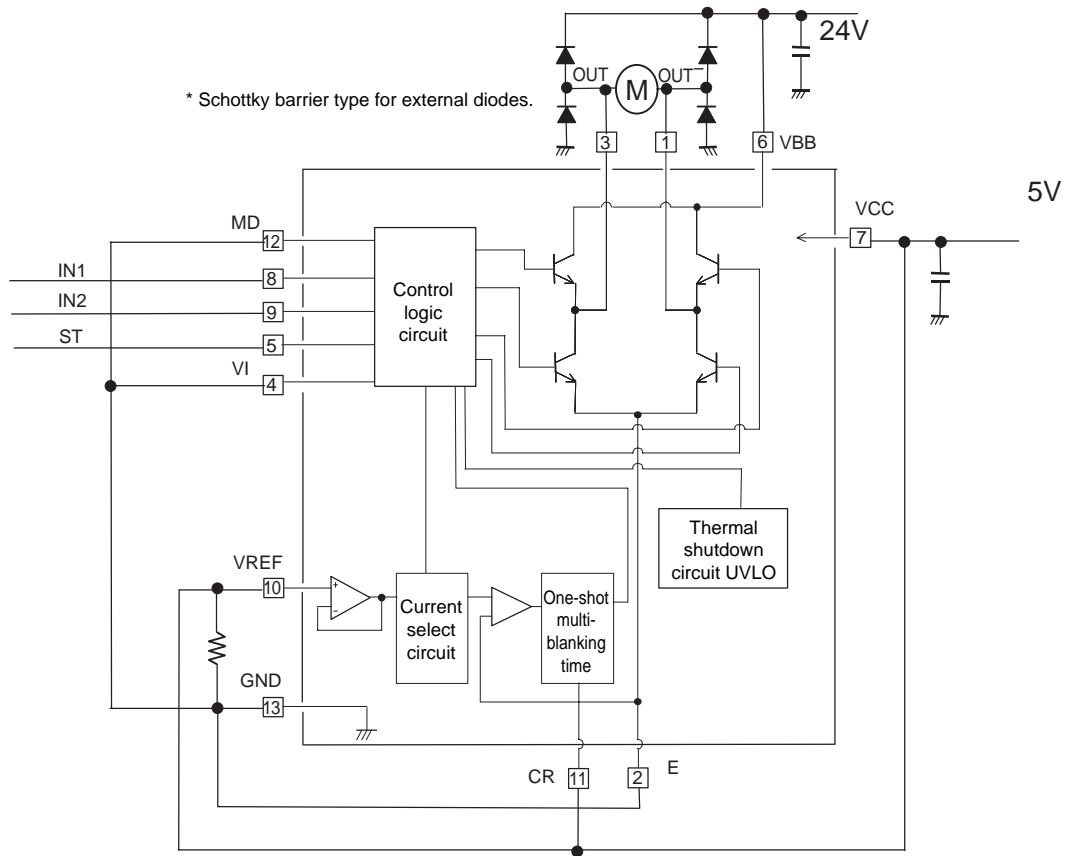 24V
OUT
OUT‾
M
* Schottky barrier type for external diodes.
3
1
6
VBB
5V
MD
12
VCC
7
IN1
8
IN2
9
Control
logic
circuit
ST
5
VI
4
Thermal
shutdown
circuit UVLO
VREF
10
+
−
Current
select
circuit
One-shot
multi-
blanking
time
GND
13
CR
11
2
E